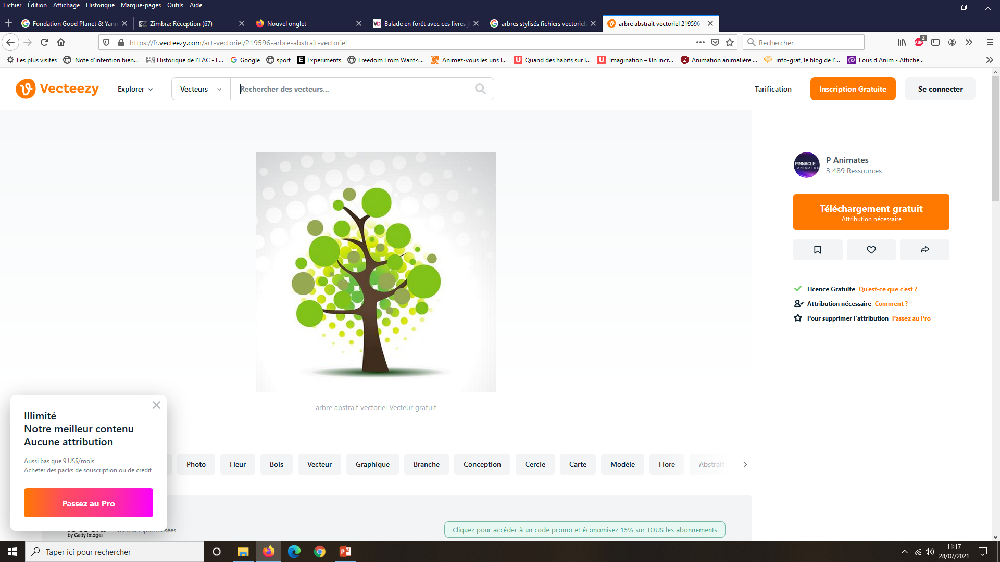 Fichier Édition Affichage Historique Marque-pages Outils Aide
Fondation Good Planet & Yann
Zimbra: Réception (67)
Nouvel onglet
Balade en forêt avec ces livres j
arbres stylisés fichiers vectoriels
arbre abstrait vectoriel 219596 -
https://fr.vecteezy.com/art-vectoriel/219596-arbre-abstrait-vectoriel
Rechercher
ABP 2
Les plus visités
Note d'intention bien...
Historique de l'EAC - E...
Google
sport
Experiments
Freedom From Want<...
Animez-vous les uns l...
Quand des habits sur l...
Imagination – Un incr...
Animation animalière ...
info-graf, le blog de l'...
Fous d'Anim • Affiche...
Vecteezy
Explorer
Vecteurs
Rechercher des vecteurs...
Tarification
Inscription Gratuite
Se connecter
PINNACLE
ANIMATES
P Animates
3 489 Ressources
Téléchargement gratuit
Attribution nécessaire
Licence Gratuite Qu'est-ce que c'est ?
Attribution nécessaire Comment ?
Pour supprimer l'attribution Passez au Pro
arbre abstrait vectoriel Vecteur gratuit
Illimité
Notre meilleur contenu
Aucune attribution
Aussi bas que 9 US$/mois
Acheter des packs de souscription ou de crédit
Passez au Pro
Photo
Fleur
Bois
Vecteur
Graphique
Branche
Conception
Cercle
Carte
Modèle
Flore
Abstrait
iStock.
by Getty Images
Vecteurs sponsorisées
Cliquez pour accéder à un code promo et économisez 15% sur TOUS les abonnements
Taper ici pour rechercher
11:17
28/07/2021